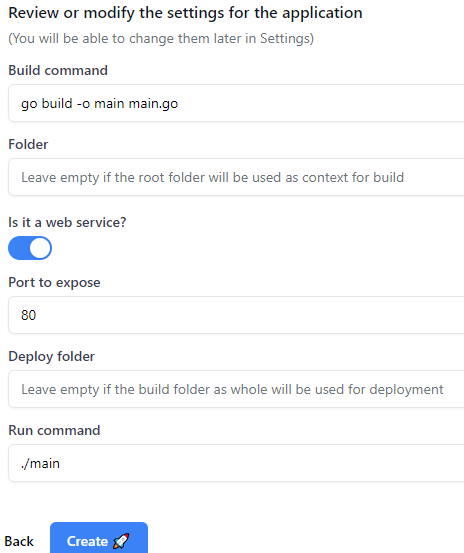 Review or modify the settings for the application
(You will be able to change them later in Settings)
Build command
go build -o main main.go
Folder
Leave empty if the root folder will be used as context for build
Is it a web service?
Port to expose
80
Deploy folder
Leave empty if the build folder as whole will be used for deployment
Run command
./main
Back Create 🚀